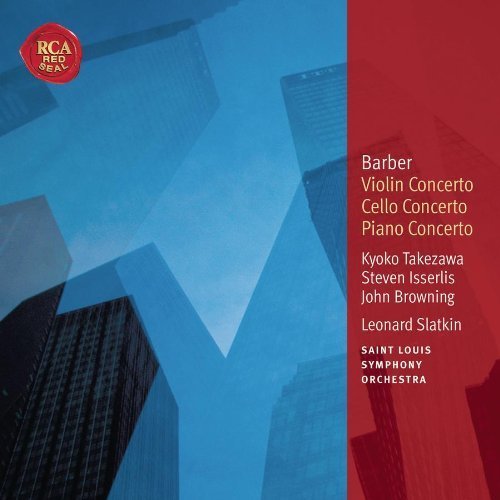 RCA
RED
SEAL
Barber
Violin Concerto
Cello Concerto
Piano Concerto
Kyoko Takezawa
Steven Isserlis
John Browning
Leonard Slatkin
SAINT LOUIS
SYMPHONY
ORCHESTRA